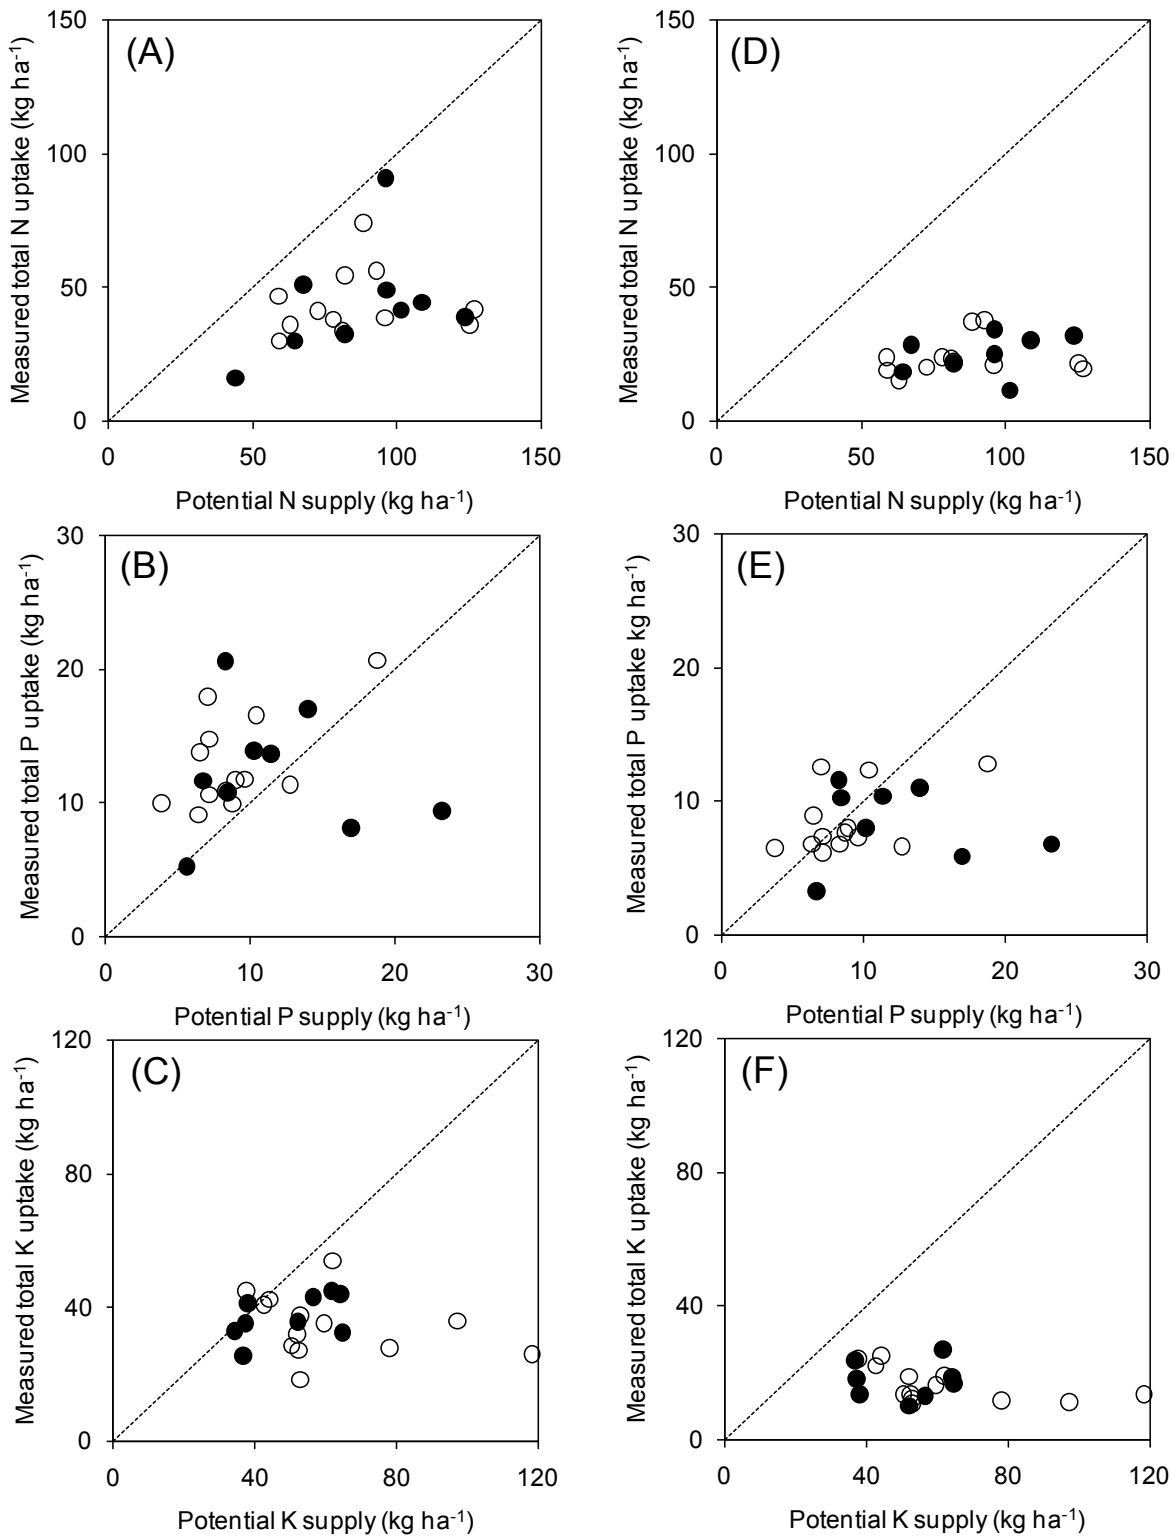 150
100
50
0
Measured total N uptake (kg ha-1)
(A)
0 50 100 150
Potential N supply (kg ha-1)
150
100
50
0
Measured total N uptake (kg ha-1)
(D)
0 50 100 150
Potential N supply (kg ha-1)
30
20
10
0
Measured total P uptake (kg ha-1)
(B)
0 10 20 30
Potential P supply (kg ha-1)
30
20
10
0
Measured total P uptake kg ha-1)
(E)
0 10 20 30
Potential P supply (kg ha-1)
120
80
40
0
Measured total K uptake (kg ha-1)
(C)
0 40 80 120
Potential K supply (kg ha-1)
120
80
40
0
Measured total K uptake (kg ha-1)
(F)
0 40 80 120
Potential K supply (kg ha-1)